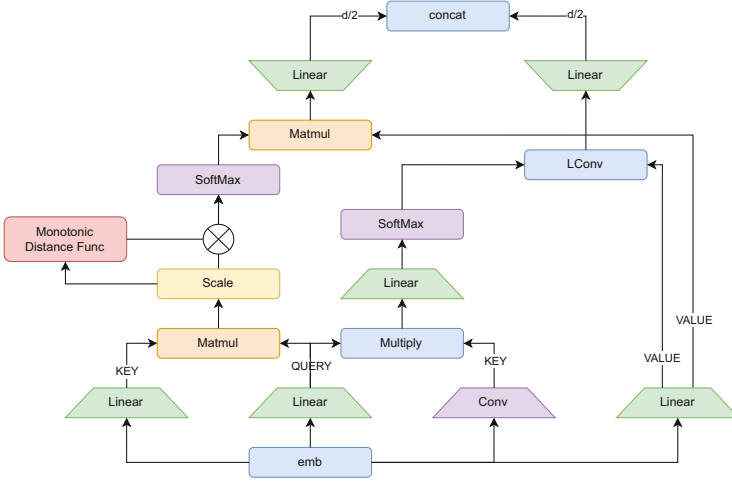 d/2
concat
d/2
Linear
Linear
Matmul
SoftMax
LConv
SoftMax
Monotonic
Distance Func
Scale
Linear
VALUE
Matmul
Multiply
VALUE
KEY
QUERY
KEY
Linear
Linear
Conv
Linear
emb